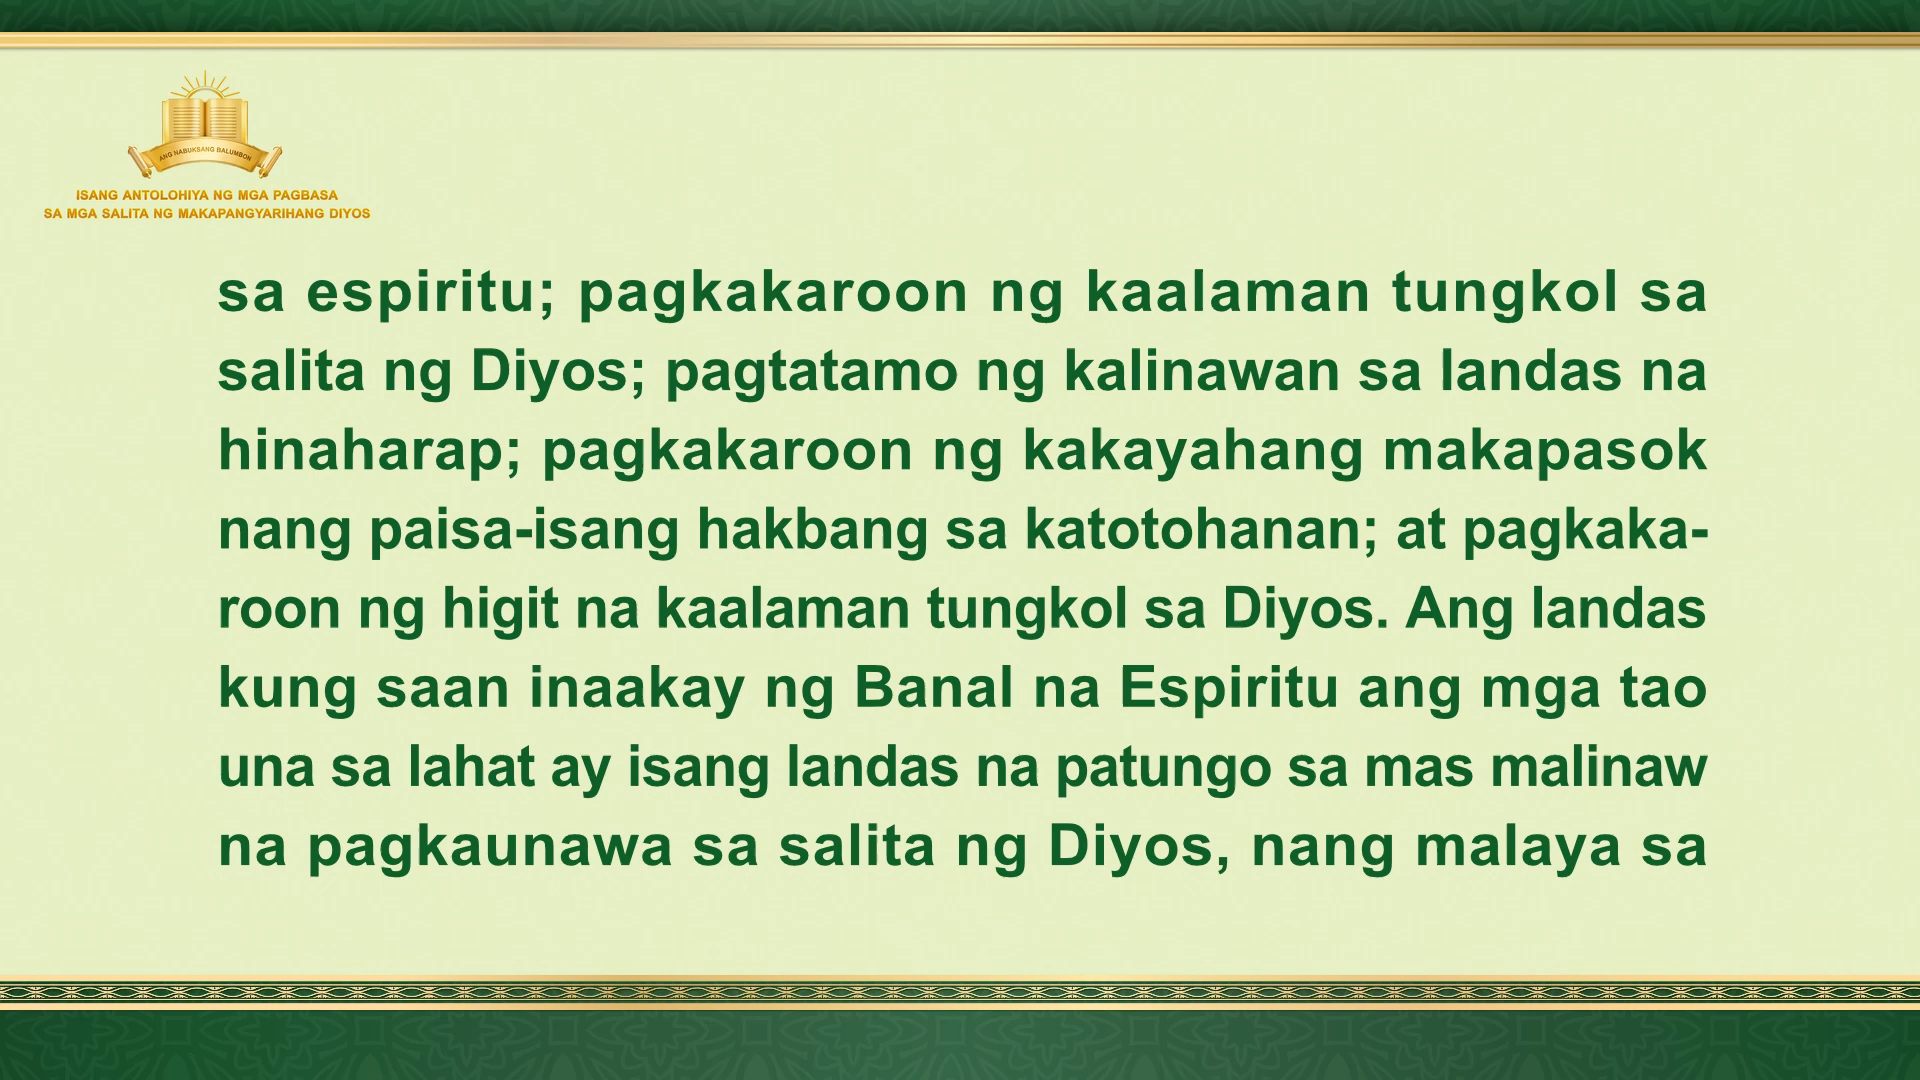 ANG NABUKSANG BALUMBON
ISANG ANTOLOHIYA NG MGA PAGBASA
SA MGA SALITA NG MAKAPANGYARIHANG DIYOS
sa espiritu; pagkakaroon ng kaalaman tungkol sa
salita ng Diyos; pagtatamo ng kalinawan sa landas na
hinaharap; pagkakaroon ng kakayahang makapasok
nang paisa-isang hakbang sa katotohanan; at pagkaka-
roon ng higit na kaalaman tungkol sa Diyos. Ang landas
kung saan inaakay ng Banal na Espiritu ang mga tao
una sa lahat ay isang landas na patungo sa mas malinaw
na pagkaunawa sa salita ng Diyos, nang malaya sa